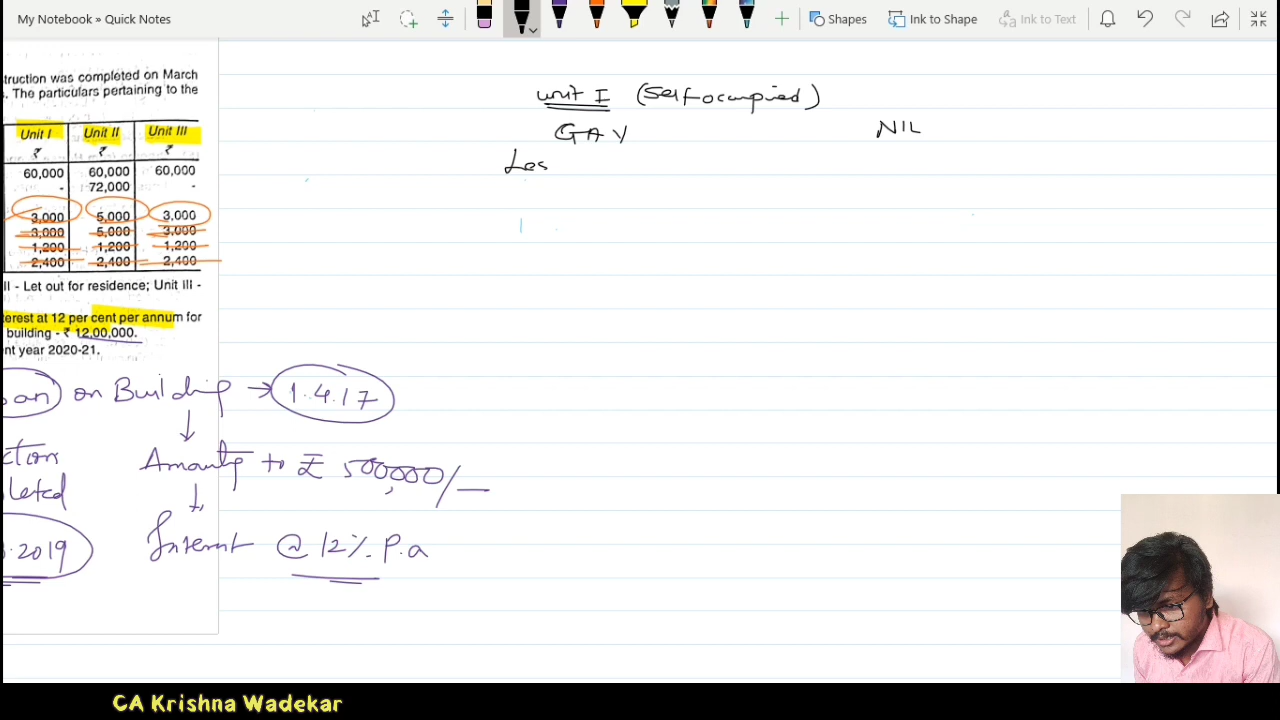 My Notebook » Quick Notes
Shapes
Ink to Shape
Ink to Text
truction was completed on March
. The particulars pertaining to the
Unit I Unit II Unit III
₹ ₹ ₹
60,000 60,000 60,000
- 72,000 -
3,000 5,000 3,000
3,000 5,000 3,000
1,200 1,200 1,200
2,400 2,400 2,400
II - Let out for residence; Unit III -
erest at 12 per cent per annum for
building - ₹ 12,00,000.
nt year 2020-21.
unit I (Self occupied)
GAV NIL
Les
oan on Building → 1.4.17
ction
leted
.2019
Amounting to ₹ 500,000/-
Interest @ 12% P.a
CA Krishna Wadekar